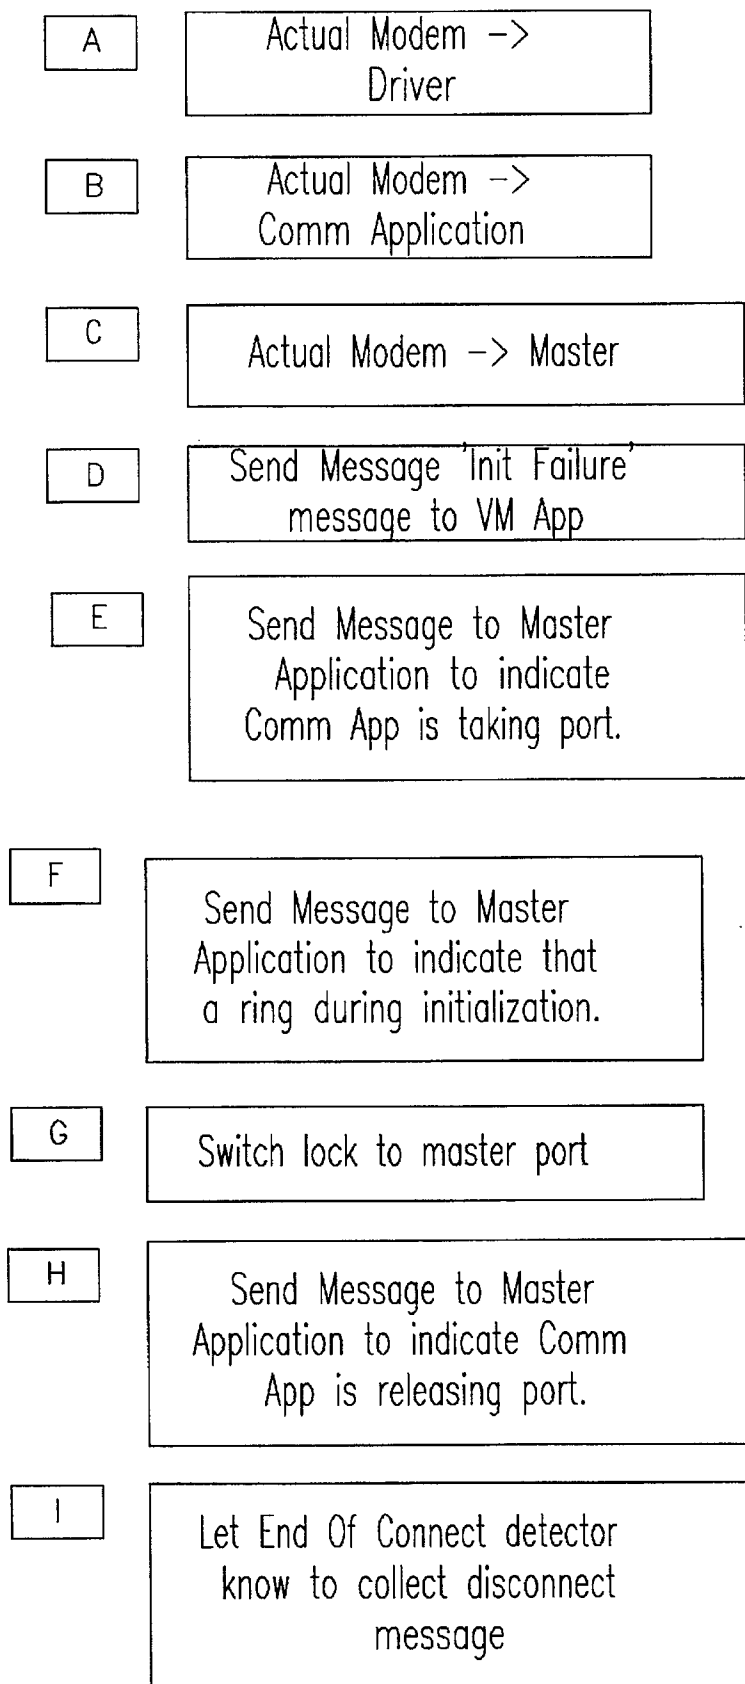 A
Actual Modem ->
Driver
B
Actual Modem ->
Comm Application
C
Actual Modem -> Master
D
Send Message 'Init Failure'
message to VM App
E
Send Message to Master
Application to indicate
Comm App is taking port.
F
Send Message to Master
Application to indicate that
a ring during initialization.
G
Switch lock to master port
H
Send Message to Master
Application to indicate Comm
App is releasing port.
I
Let End Of Connect detector
know to collect disconnect
message